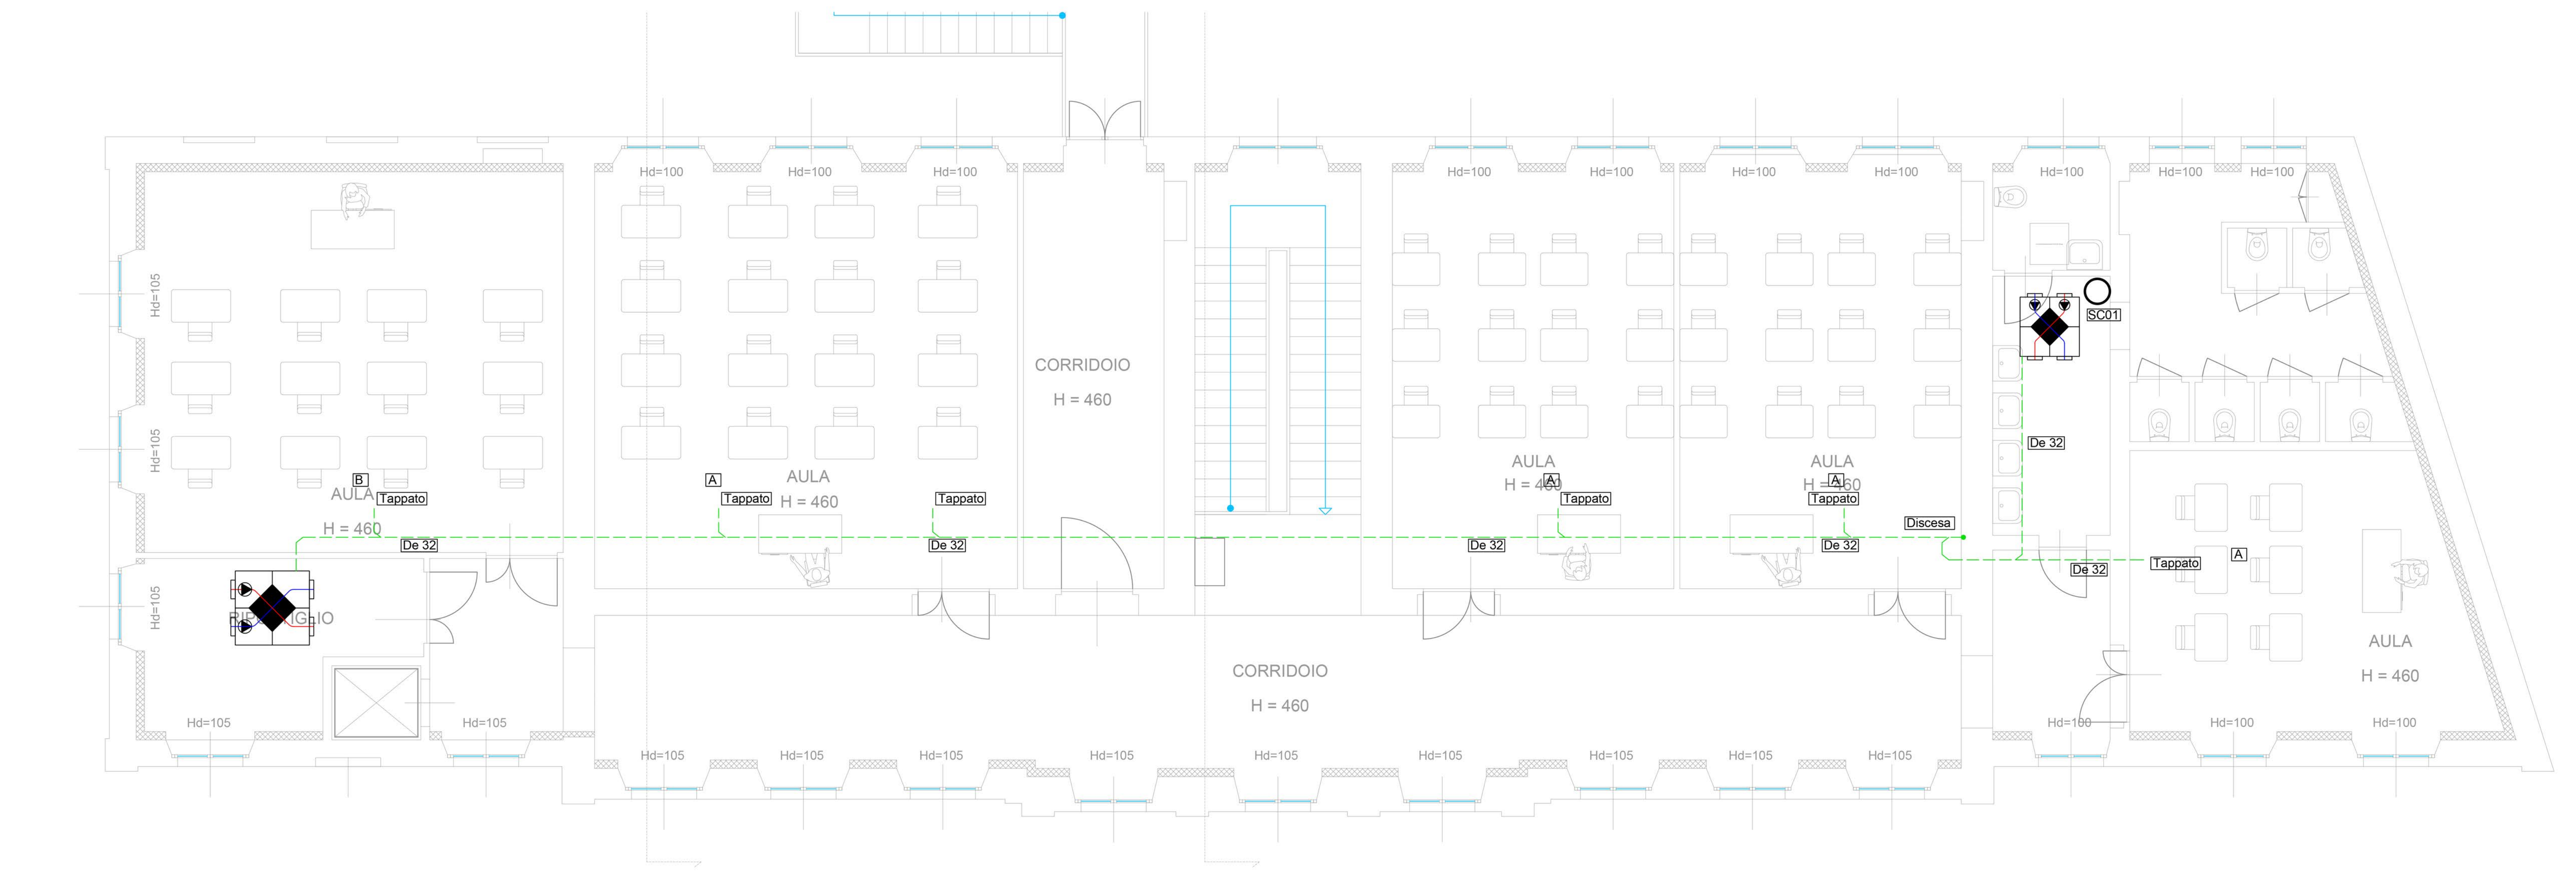 Hd=100
Hd=100
Hd=100
Hd=100
Hd=100
Hd=100
Hd=100
Hd=100
Hd=100
Hd=100
Hd=105
SC01
CORRIDOIO
H = 460
Hd=105
De 32
B
AULA
Tappato
H = 460
A
AULA
Tappato
H = 460
Tappato
AULA
A
H = 460
Tappato
AULA
A
H = 460
Tappato
Discesa
De 32
De 32
De 32
De 32
A
Tappato
De 32
Hd=105
RIPOSTIGLIO
AULA
H = 460
CORRIDOIO
H = 460
Hd=105
Hd=105
Hd=100
Hd=100
Hd=100
Hd=105
Hd=105
Hd=105
Hd=105
Hd=105
Hd=105
Hd=105
Hd=105
Hd=105